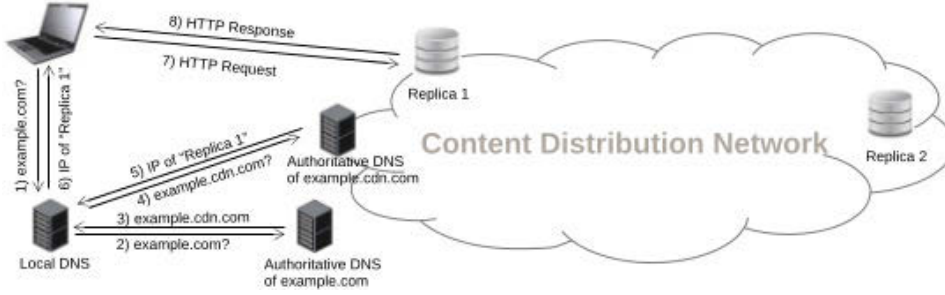 8) HTTP Response
7) HTTP Request
Replica 1
1) example.com?
6) IP of "Replica 1"
5) IP of "Replica 1"
4) example.cdn.com?
Authoritative DNS
of example.cdn.com
Content Distribution Network
Replica 2
3) example.cdn.com
2) example.com?
Local DNS
Authoritative DNS
of example.com